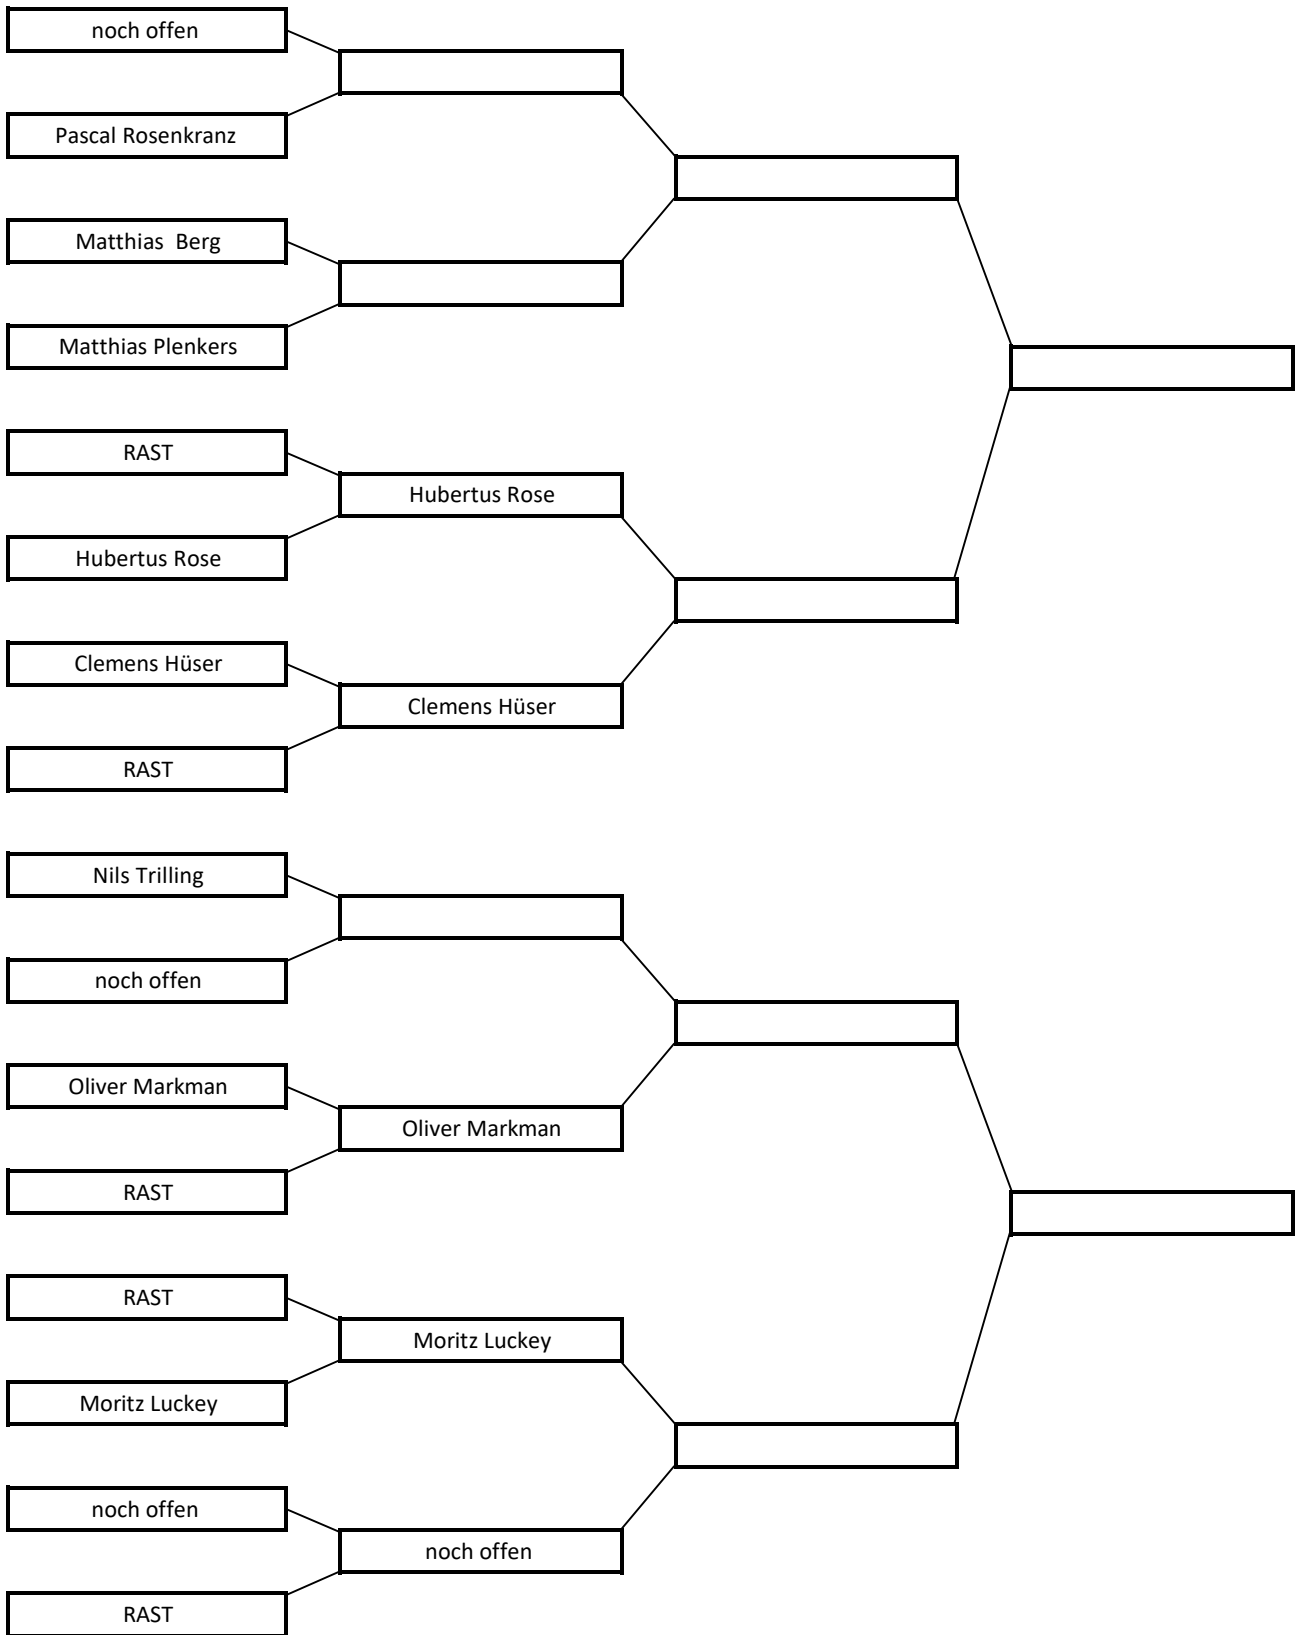 noch offen
Pascal Rosenkranz
Matthias  Berg
Matthias Plenkers
RAST
Hubertus Rose
Hubertus Rose
Clemens Hüser
Clemens Hüser
RAST
Nils Trilling
noch offen
Oliver Markman
Oliver Markman
RAST
RAST
Moritz Luckey
Moritz Luckey
noch offen
noch offen
RAST